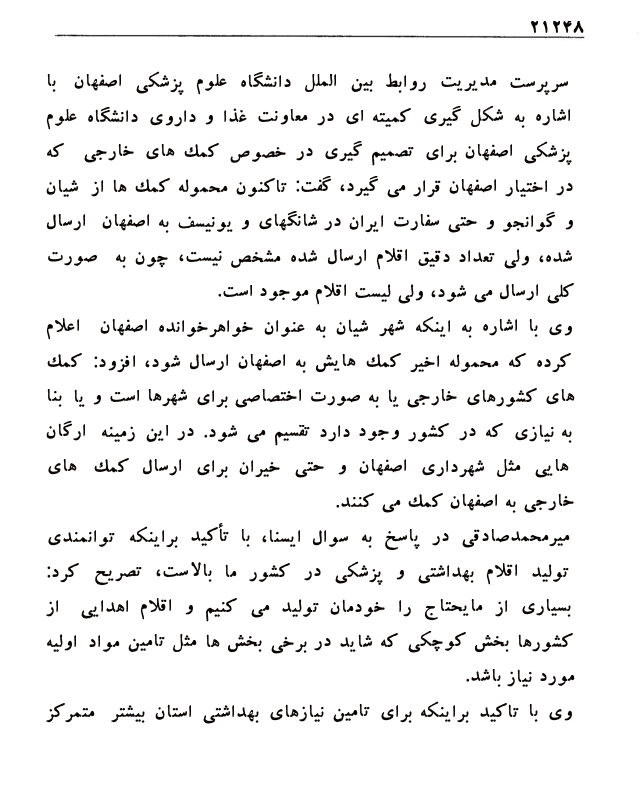 ۲۱۲۴۸
سرپرست مدیریت روابط بین الملل دانشگاه علوم پزشکی اصفهان با
اشاره به شکل گیری کمیته ای در معاونت غذا و داروی دانشگاه علوم
پزشکی اصفهان برای تصمیم گیری در خصوص کمك های خارجی که
در اختیار اصفهان قرار می گیرد، گفت: تاکنون محموله کمك ها از شیان
و گوانجو و حتی سفارت ایران در شانگهای و یونیسف به اصفهان ارسال
شده، ولی تعداد دقیق اقلام ارسال شده مشخص نیست، چون به صورت
کلی ارسال می شود، ولی لیست اقلام موجود است.
وی با اشاره به اینکه شهر شیان به عنوان خواهرخوانده اصفهان اعلام
کرده که محموله اخیر کمك هایش به اصفهان ارسال شود، افزود: کمك
های کشورهای خارجی یا به صورت اختصاصی برای شهرها است و یا بنا
به نیازی که در کشور وجود دارد تقسیم می شود. در این زمینه ارگان
هایی مثل شهرداری اصفهان و حتی خیران برای ارسال کمك های
خارجی به اصفهان کمك می کنند.
میرمحمدصادقی در پاسخ به سوال ایسنا، با تأکید براینکه توانمندی
تولید اقلام بهداشتی و پزشکی در کشور ما بالاست، تصریح کرد:
بسیاری از مایحتاج را خودمان تولید می کنیم و اقلام اهدایی از
کشورها بخش کوچکی که شاید در برخی بخش ها مثل تامین مواد اولیه
مورد نیاز باشد.
وی با تاکید براینکه برای تامین نیازهای بهداشتی استان بیشتر متمرکز